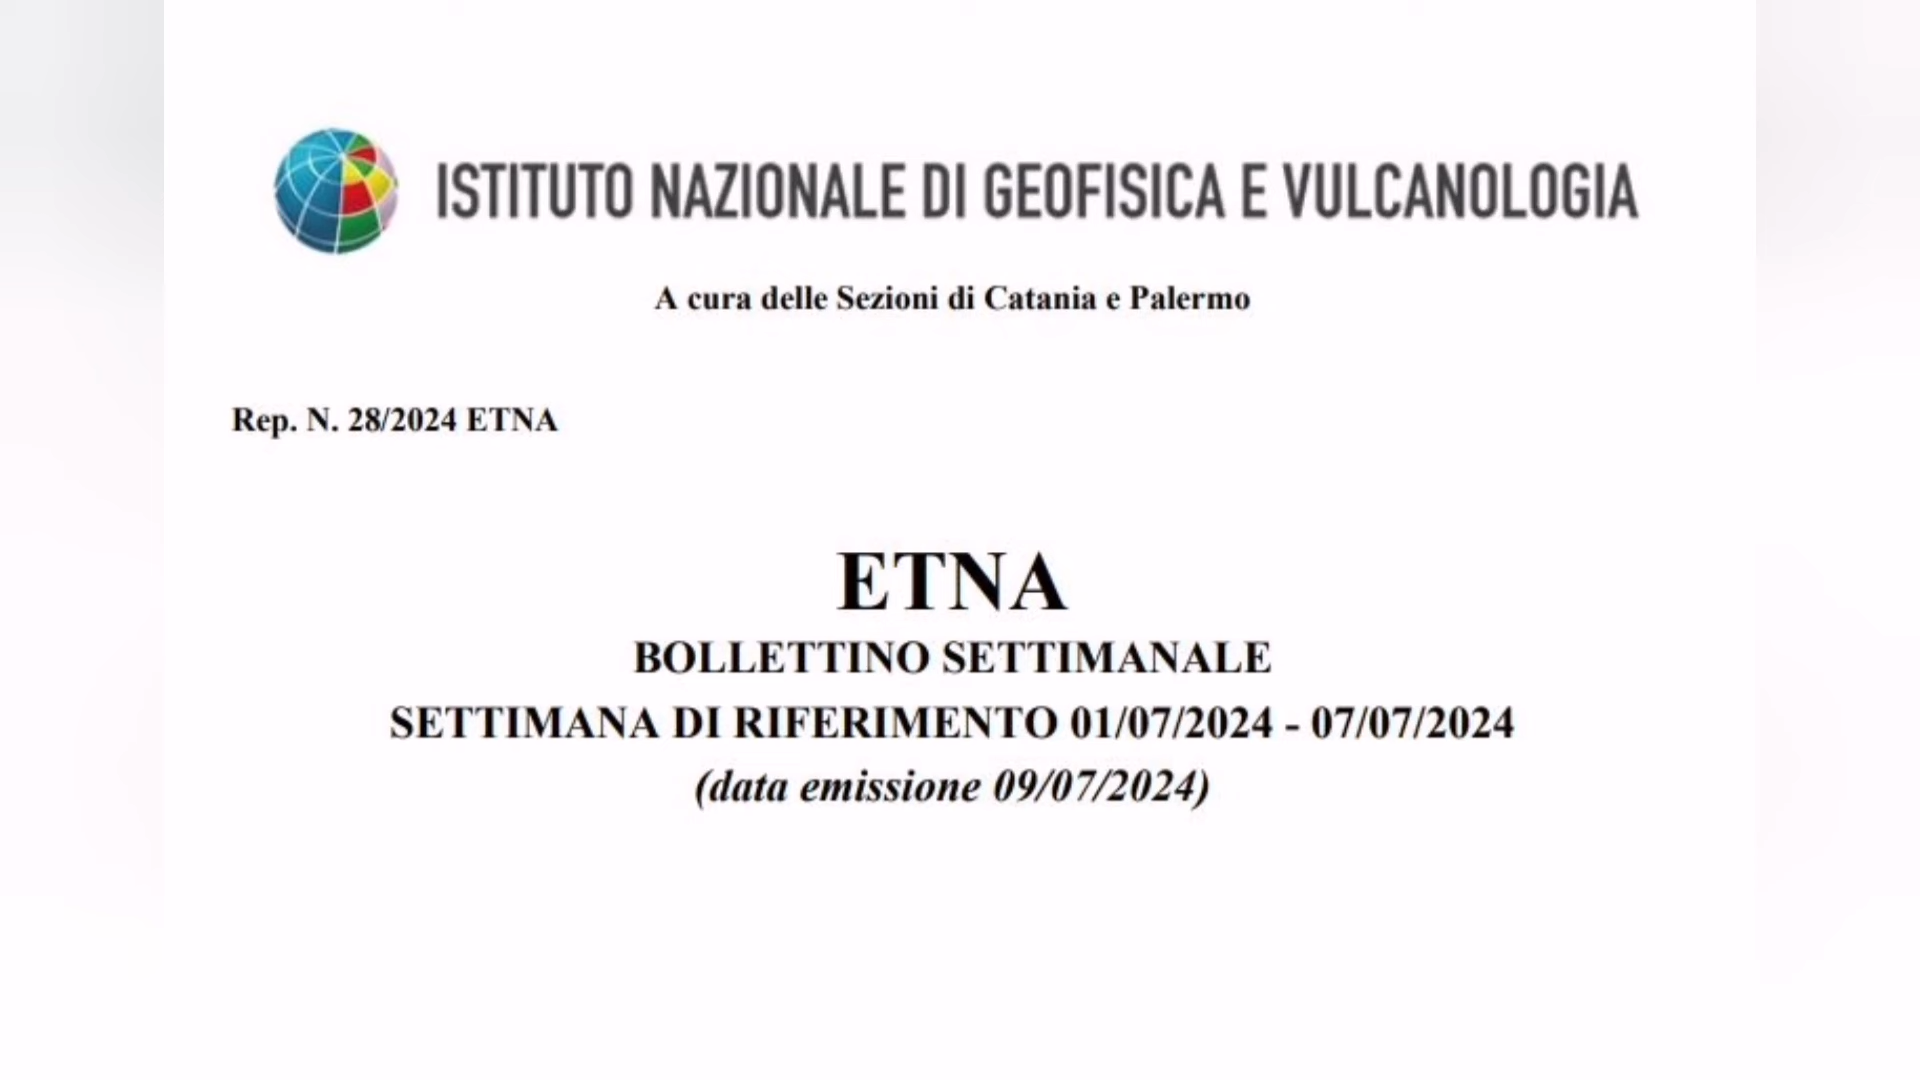 ISTITUTO NAZIONALE DI GEOFISICA E VULCANOLOGIA
A cura delle Sezioni di Catania e Palermo
Rep. N. 28/2024 ETNA
ETNA
BOLLETTINO SETTIMANALE
SETTIMANA DI RIFERIMENTO 01/07/2024 - 07/07/2024
(data emissione 09/07/2024)